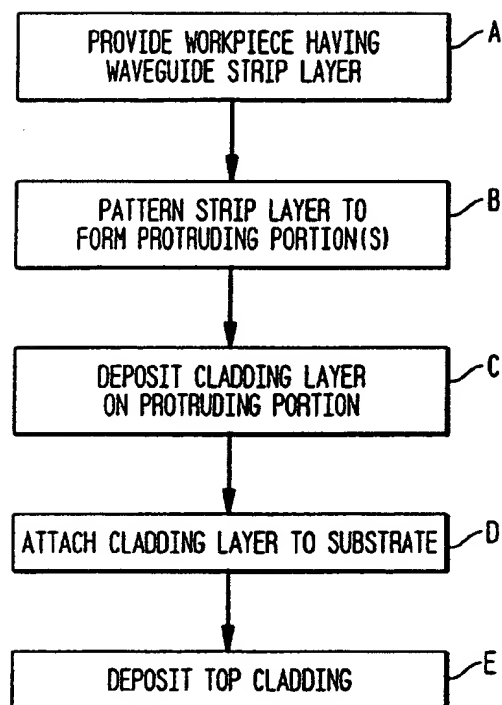 PROVIDE WORKPIECE HAVING
WAVEGUIDE STRIP LAYER
A
PATTERN STRIP LAYER TO
FORM PROTRUDING PORTION(S)
B
DEPOSIT CLADDING LAYER
ON PROTRUDING PORTION
C
ATTACH CLADDING LAYER TO SUBSTRATE
D
DEPOSIT TOP CLADDING
E